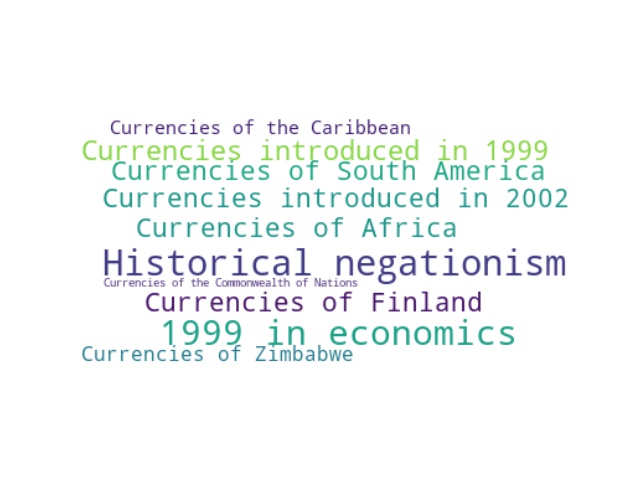 Currencies of the Caribbean
Currencies introduced in 1999
Currencies of South America
Currencies introduced in 2002
Currencies of Africa
Historical negationism
Currencies of the Commonwealth of Nations
Currencies of Finland
1999 in economics
Currencies of Zimbabwe